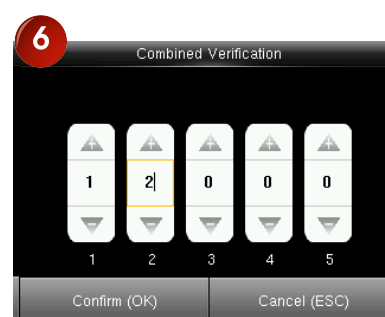 6
Combined Verification
1 2 0 0 0
1 2 3 4 5
Confirm (OK) Cancel (ESC)